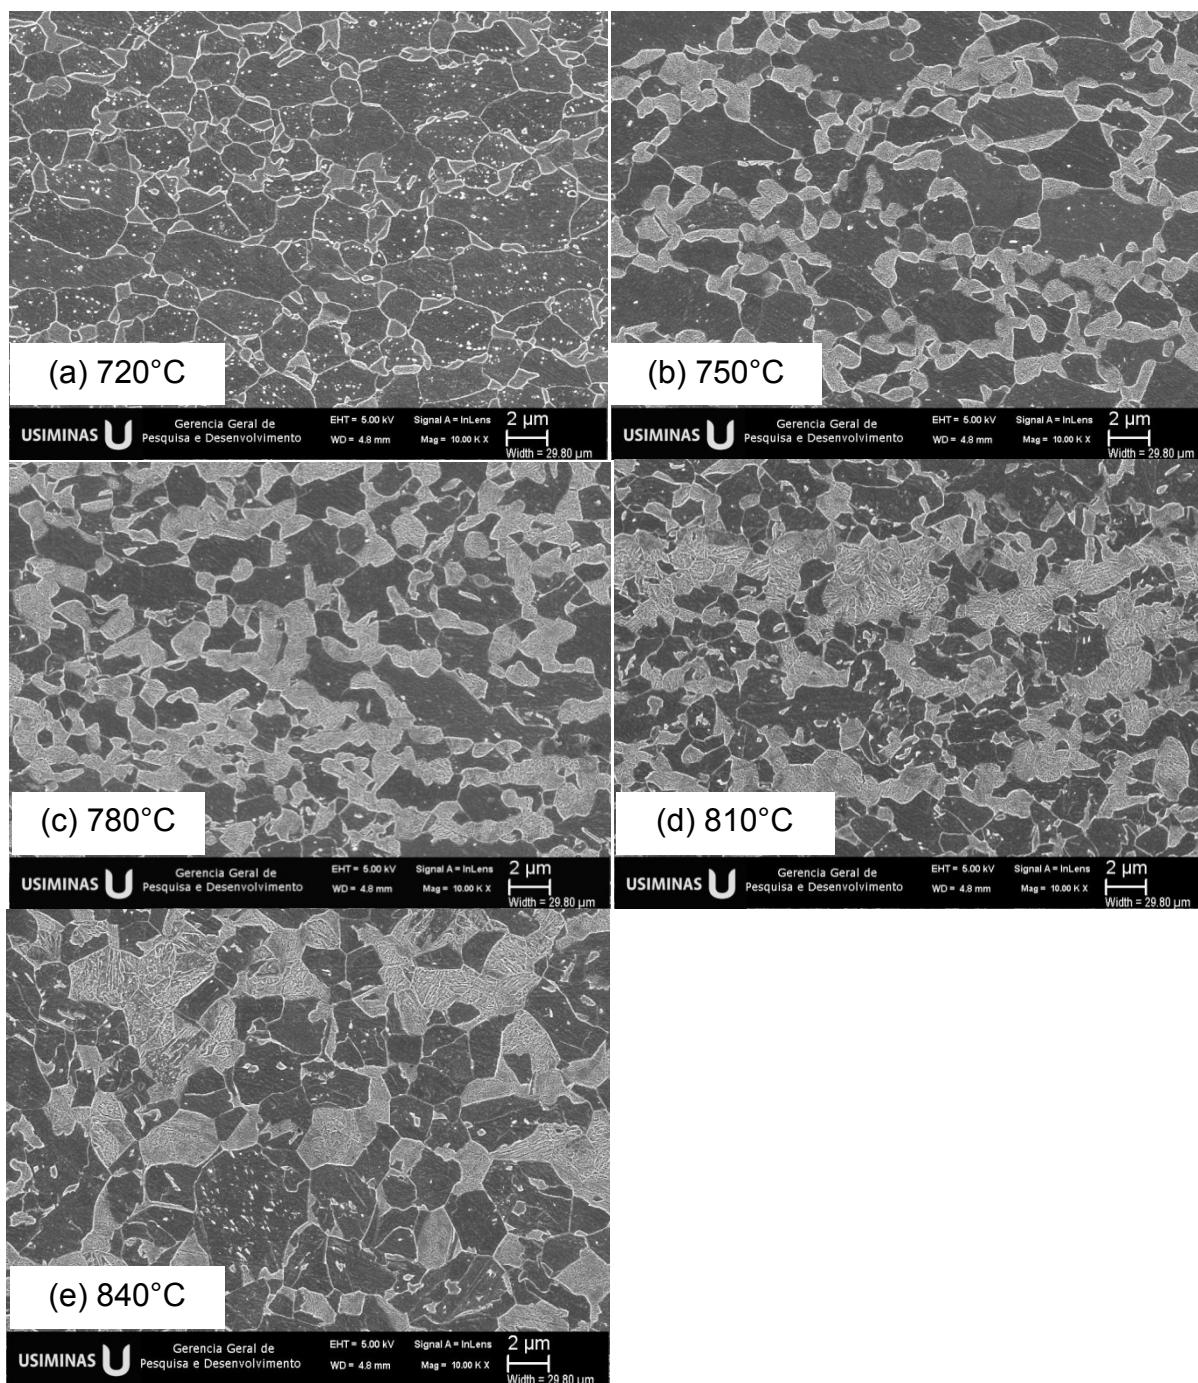 (a) 720°C
(b) 750°C
USIMINAS U Gerencia Geral de
Pesquisa e Desenvolvimento
EHT = 5.00 kV Signal A = InLens 2 µm
WD = 4.8 mm Mag = 10.00 K X
Width = 29.80 µm
USIMINAS U Gerencia Geral de
Pesquisa e Desenvolvimento
EHT = 5.00 kV Signal A = InLens 2 µm
WD = 4.8 mm Mag = 10.00 K X
Width = 29.80 µm
(c) 780°C
(d) 810°C
USIMINAS U Gerencia Geral de
Pesquisa e Desenvolvimento
EHT = 5.00 kV Signal A = InLens 2 µm
WD = 4.8 mm Mag = 10.00 K X
Width = 29.80 µm
USIMINAS U Gerencia Geral de
Pesquisa e Desenvolvimento
EHT = 5.00 kV Signal A = InLens 2 µm
WD = 4.8 mm Mag = 10.00 K X
Width = 29.80 µm
(e) 840°C
USIMINAS U Gerencia Geral de
Pesquisa e Desenvolvimento
EHT = 5.00 kV Signal A = InLens 2 µm
WD = 4.8 mm Mag = 10.00 K X
Width = 29.80 µm